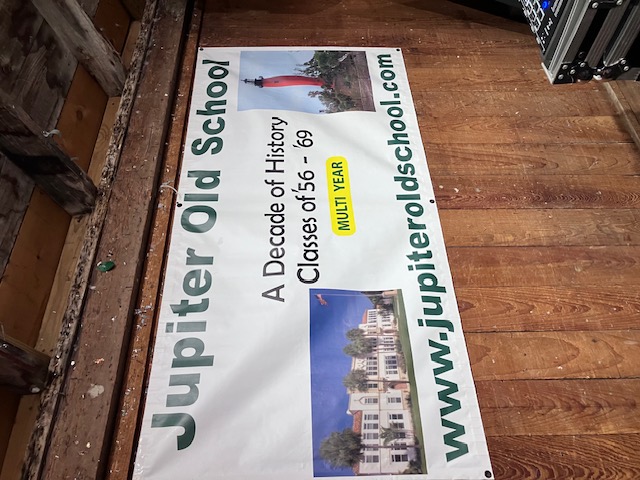 Jupiter Old School
A Decade of History
Classes of'56 - '69
MULTI YEAR
www.jupiteroldschool.com